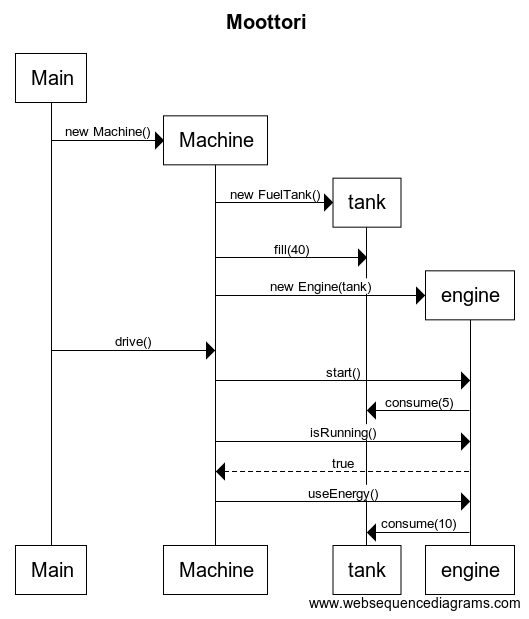 Moottori
Main
new Machine()
Machine
new FuelTank()
tank
fill(40)
new Engine(tank)
engine
drive()
start()
consume(5)
isRunning()
true
useEnergy()
consume(10)
Main
Machine
tank
engine
www.websequencediagrams.com